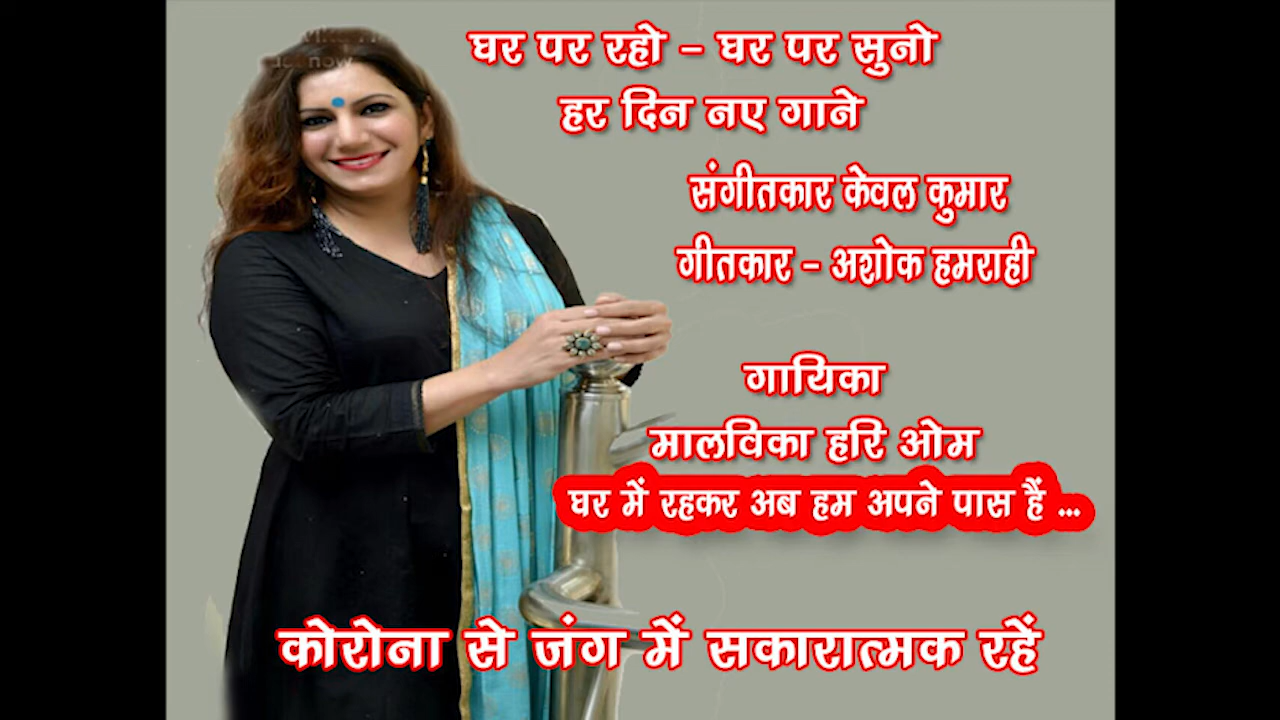 घर पर रहो - घर पर सुनो
हर दिन नए गाने
संगीतकार केवल कुमार
गीतकार - अशोक हमराही
गायिका
मालविका हरि ओम
घर में रहकर अब हम अपने पास हैं ...
कोरोना से जंग में सकारात्मक रहें